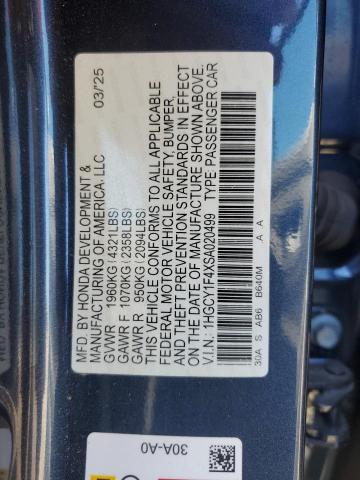 MFD. BY HONDA DEVELOPMENT & 03/25
MANUFACTURING OF AMERICA, LLC
GVWR 1960KG(4321LBS)
GAWR F 1070KG(2358LBS)
GAWR R 950KG(2094LBS)
THIS VEHICLE CONFORMS TO ALL APPLICABLE
FEDERAL MOTOR VEHICLE SAFETY, BUMPER,
AND THEFT PREVENTION STANDARDS IN EFFECT
ON THE DATE OF MANUFACTURE SHOWN ABOVE.
V.I.N.: 1HGCY1F4XSA020499 TYPE: PASSENGER CAR
30A S AB6 B640M A A
30A-A0